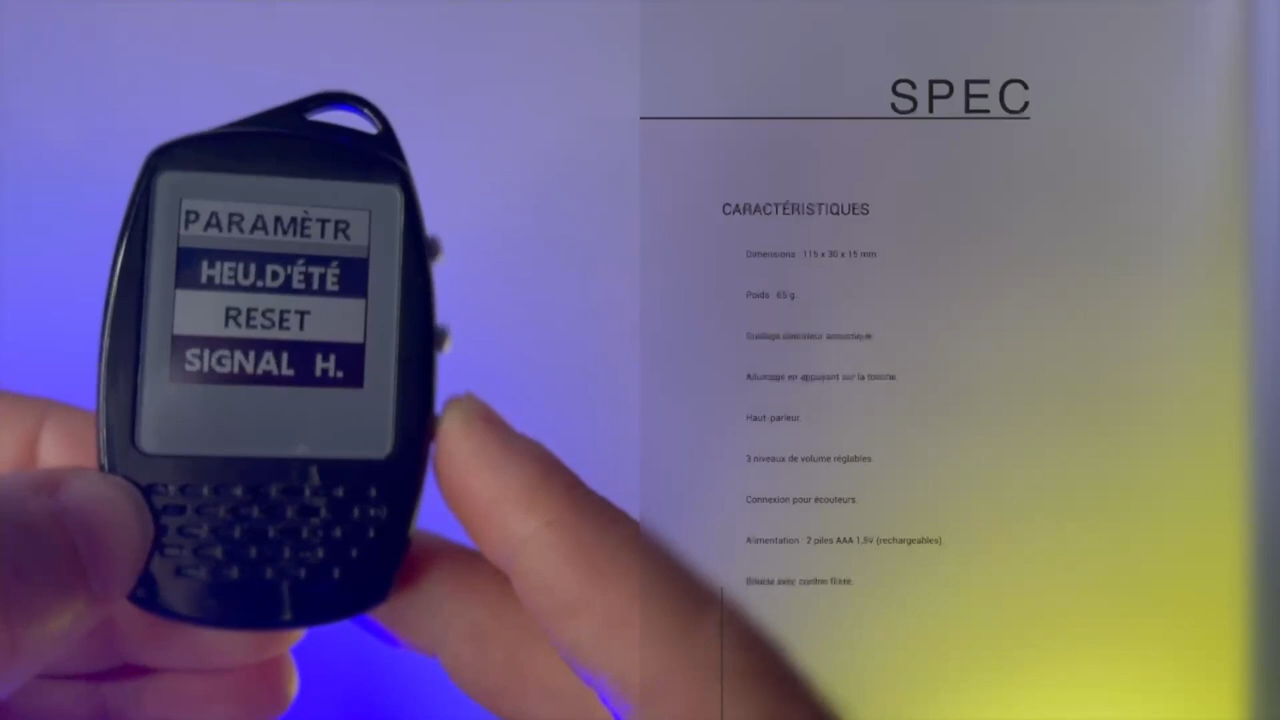 PARAMÈTR
HEU.D'ÉTÉ
RESET
SIGNAL H.
SPEC
CARACTÉRISTIQUES
Dimensions : 115 x 30 x 15 mm
Poids : 65 g.
Allumage en appuyant sur la touche.
Haut-parleur.
3 niveaux de volume réglables.
Connexion pour écouteurs.
Alimentation : 2 piles AAA 1,5V (rechargeables).